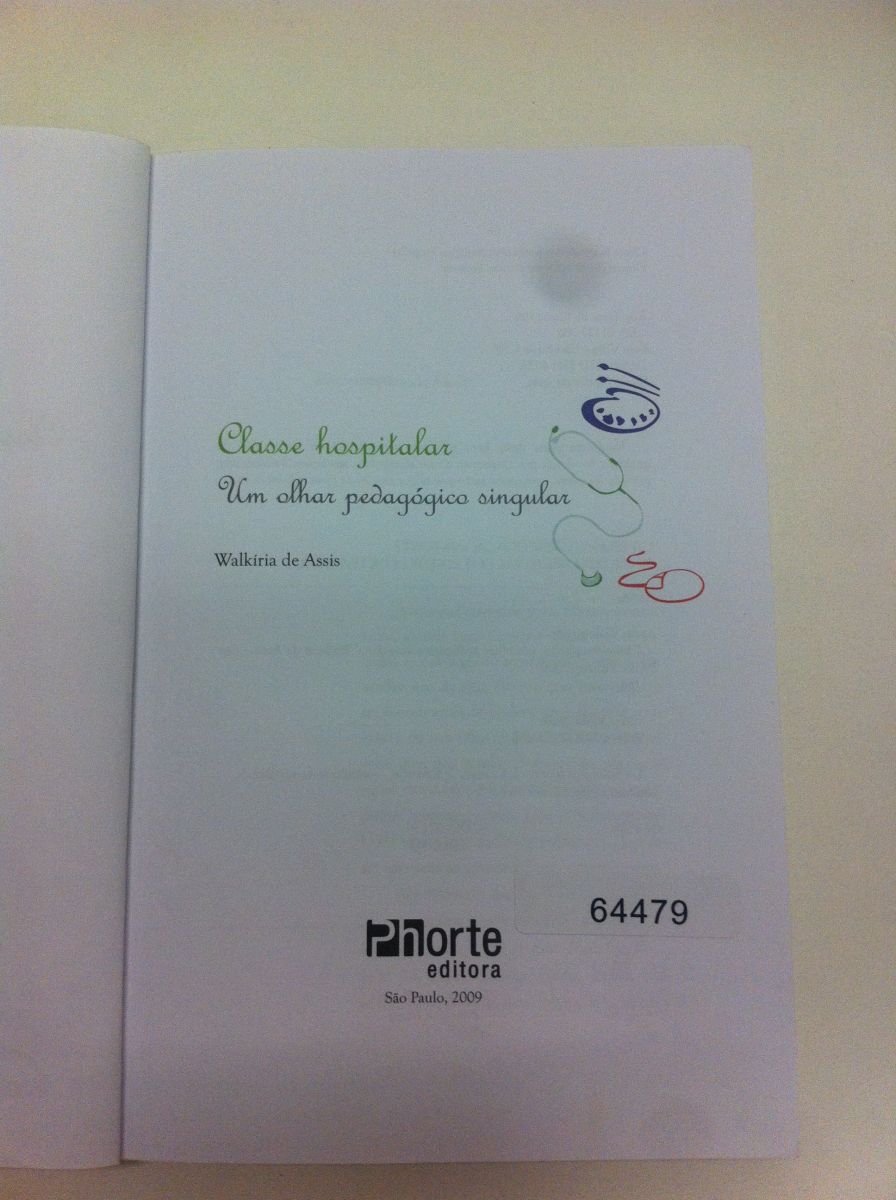 Classe hospitalar
Um olhar pedagógico singular
Walkíria de Assis
64479
Phorte
editora
São Paulo, 2009